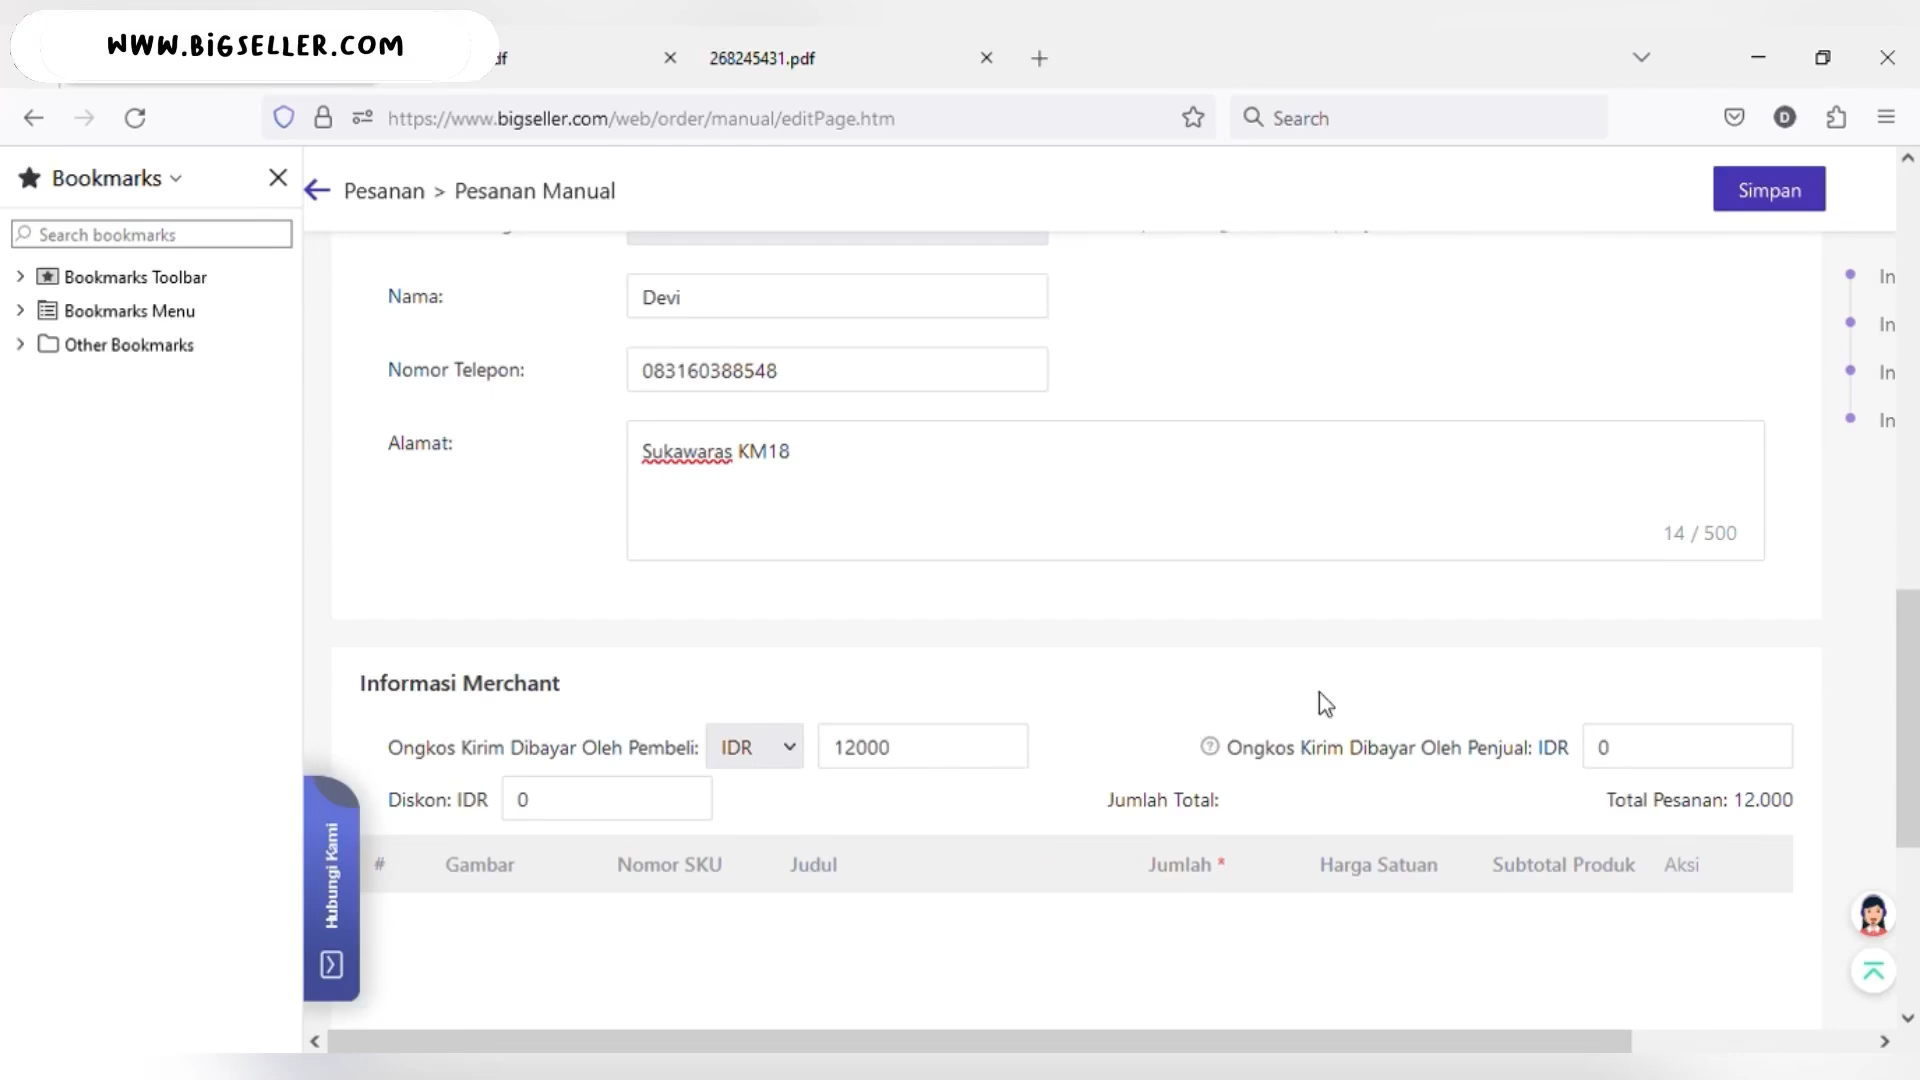 WWW.BIGSELLER.COM
df
268245431.pdf
https://www.bigseller.com/web/order/manual/editPage.htm
Search
D
Bookmarks
Pesanan > Pesanan Manual
Simpan
Search bookmarks
Bookmarks Toolbar
Bookmarks Menu
Other Bookmarks
Nama:
Devi
Nomor Telepon:
083160388548
Alamat:
Sukawaras KM18
14 / 500
In
In
In
In
Informasi Merchant
Ongkos Kirim Dibayar Oleh Pembeli: IDR 12000
? Ongkos Kirim Dibayar Oleh Penjual: IDR 0
Diskon: IDR 0
Jumlah Total:
Total Pesanan: 12.000
# Gambar Nomor SKU Judul Jumlah * Harga Satuan Subtotal Produk Aksi
Hubungi Kami